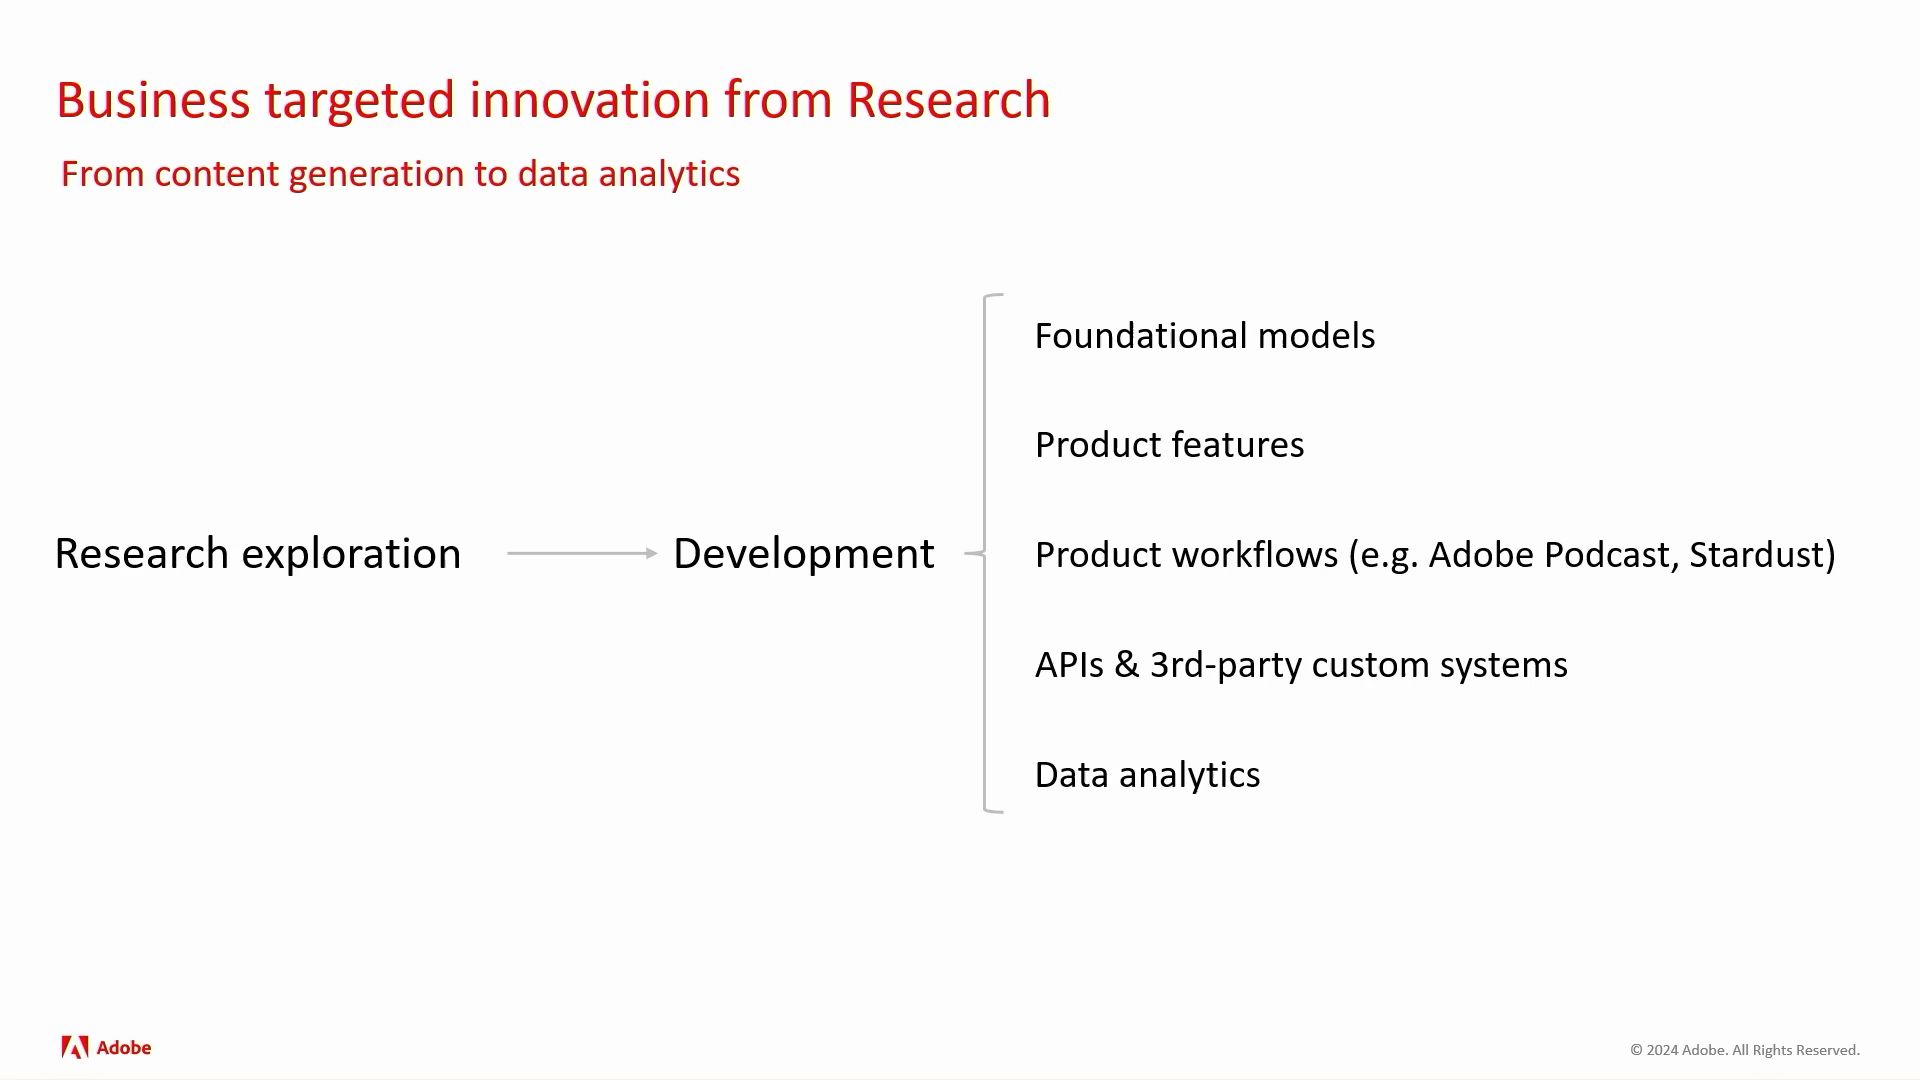 Business targeted innovation from Research
From content generation to data analytics
Research exploration
Development
Foundational models
Product features
Product workflows (e.g. Adobe Podcast, Stardust)
APIs & 3rd-party custom systems
Data analytics
Adobe
© 2024 Adobe. All Rights Reserved.